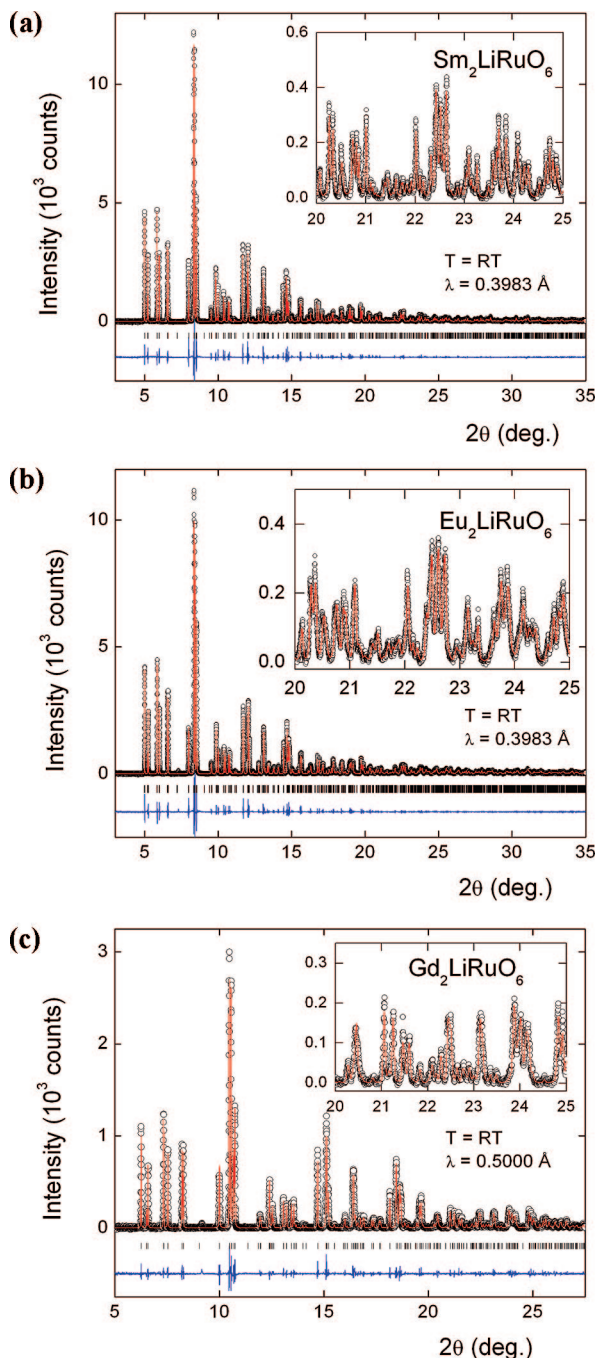 (a)
Intensity (10³ counts)
10
5
0
Sm₂LiRuO₆
0.6
0.4
0.2
0.0
20 21 22 23 24 25
T = RT
λ = 0.3983 Å
5 10 15 20 25 30 35
2θ (deg.)
(b)
Intensity (10³ counts)
10
5
0
Eu₂LiRuO₆
0.4
0.2
0.0
20 21 22 23 24 25
T = RT
λ = 0.3983 Å
5 10 15 20 25 30 35
2θ (deg.)
(c)
Intensity (10³ counts)
3
2
1
0
Gd₂LiRuO₆
0.3
0.2
0.1
0.0
20 21 22 23 24 25
T = RT
λ = 0.5000 Å
5 10 15 20 25
2θ (deg.)